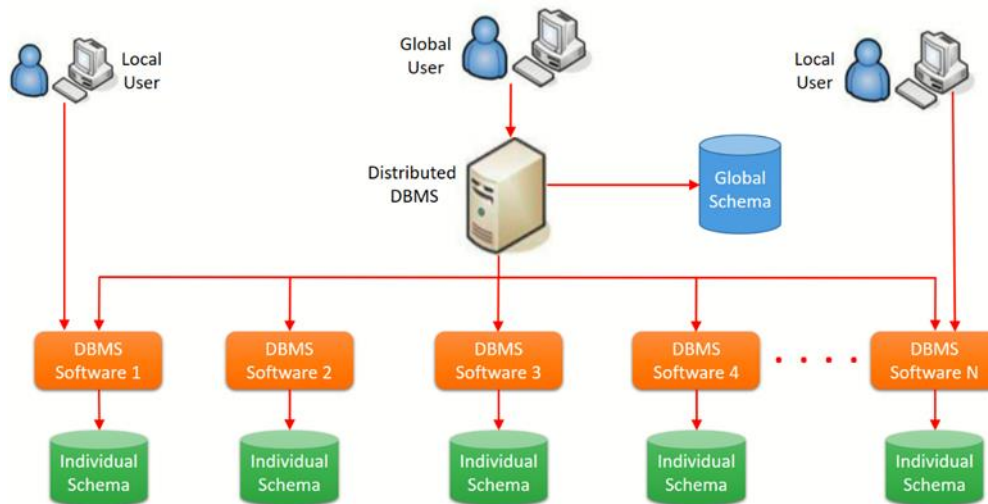 Local
User
Global
User
Local
User
Distributed
DBMS
Global
Schema
DBMS
Software 1
DBMS
Software 2
DBMS
Software 3
DBMS
Software 4
DBMS
Software N
Individual
Schema
Individual
Schema
Individual
Schema
Individual
Schema
Individual
Schema